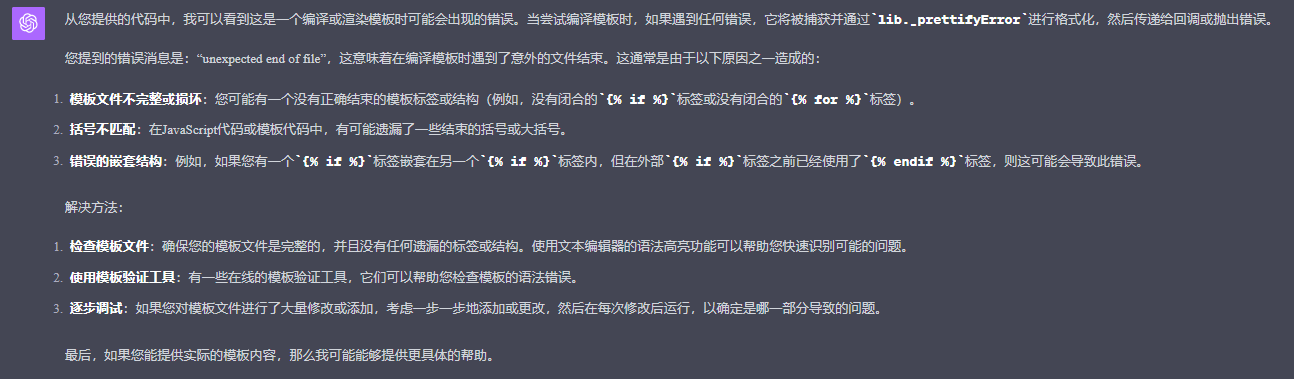 从您提供的代码中，我可以看到这是一个编译或渲染模板时可能会出现的错误。当尝试编译模板时，如果遇到任何错误，它将被捕获并通过`lib._prettifyError`进行格式化，然后传递给回调或抛出错误。
您提到的错误消息是：“unexpected end of file”，这意味着在编译模板时遇到了意外的文件结束。这通常是由于以下原因之一造成的：
1. 模板文件不完整或损坏：您可能有一个没有正确结束的模板标签或结构（例如，没有闭合的`{% if %}`标签或没有闭合的`{% for %}`标签）。
2. 括号不匹配：在JavaScript代码或模板代码中，有可能遗漏了一些结束的括号或大括号。
3. 错误的嵌套结构：例如，如果您有一个`{% if %}`标签嵌套在另一个`{% if %}`标签内，但在外部`{% if %}`标签之前已经使用了`{% endif %}`标签，则这可能会导致此错误。
解决方法：
1. 检查模板文件：确保您的模板文件是完整的，并且没有任何遗漏的标签或结构。使用文本编辑器的语法高亮功能可以帮助您快速识别可能的问题。
2. 使用模板验证工具：有一些在线的模板验证工具，它们可以帮助您检查模板的语法错误。
3. 逐步调试：如果您对模板文件进行了大量修改或添加，考虑一步一步地添加或更改，然后在每次修改后运行，以确定是哪一部分导致的问题。
最后，如果您能提供实际的模板内容，那么我可能能够提供更具体的帮助。